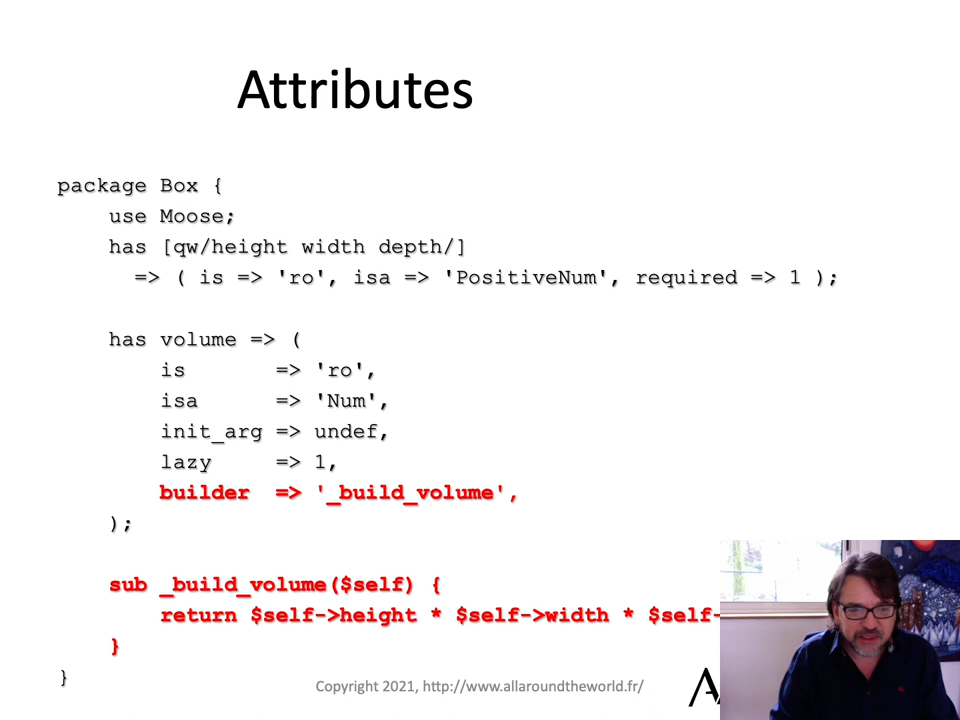 Attributes
package Box {
use Moose;
has [qw/height width depth/]
=> ( is => 'ro', isa => 'PositiveNum', required => 1 );
has volume => (
is => 'ro',
isa => 'Num',
init_arg => undef,
lazy => 1,
builder => '_build_volume',
);
sub _build_volume($self) {
return $self->height * $self->width * $self-
}
}
Copyright 2021, http://www.allaroundtheworld.fr/